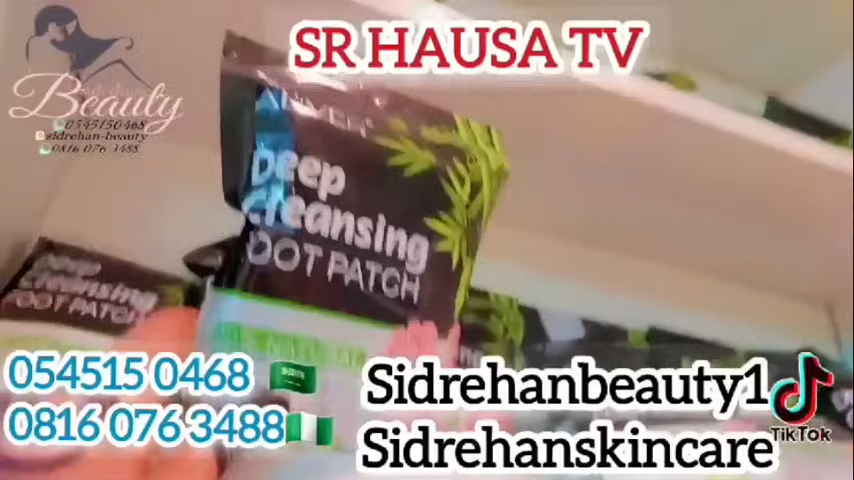 SR HAUSA TV
Beauty
0545150468
sidrehan-beauty
0816 076 3488
Deep
cleansing
FOOT PATCH
Deep
cleansing
FOOT PATCH
054515 0468
0816 076 3488
Sidrehanbeauty1
TikTok
Sidrehanskincare